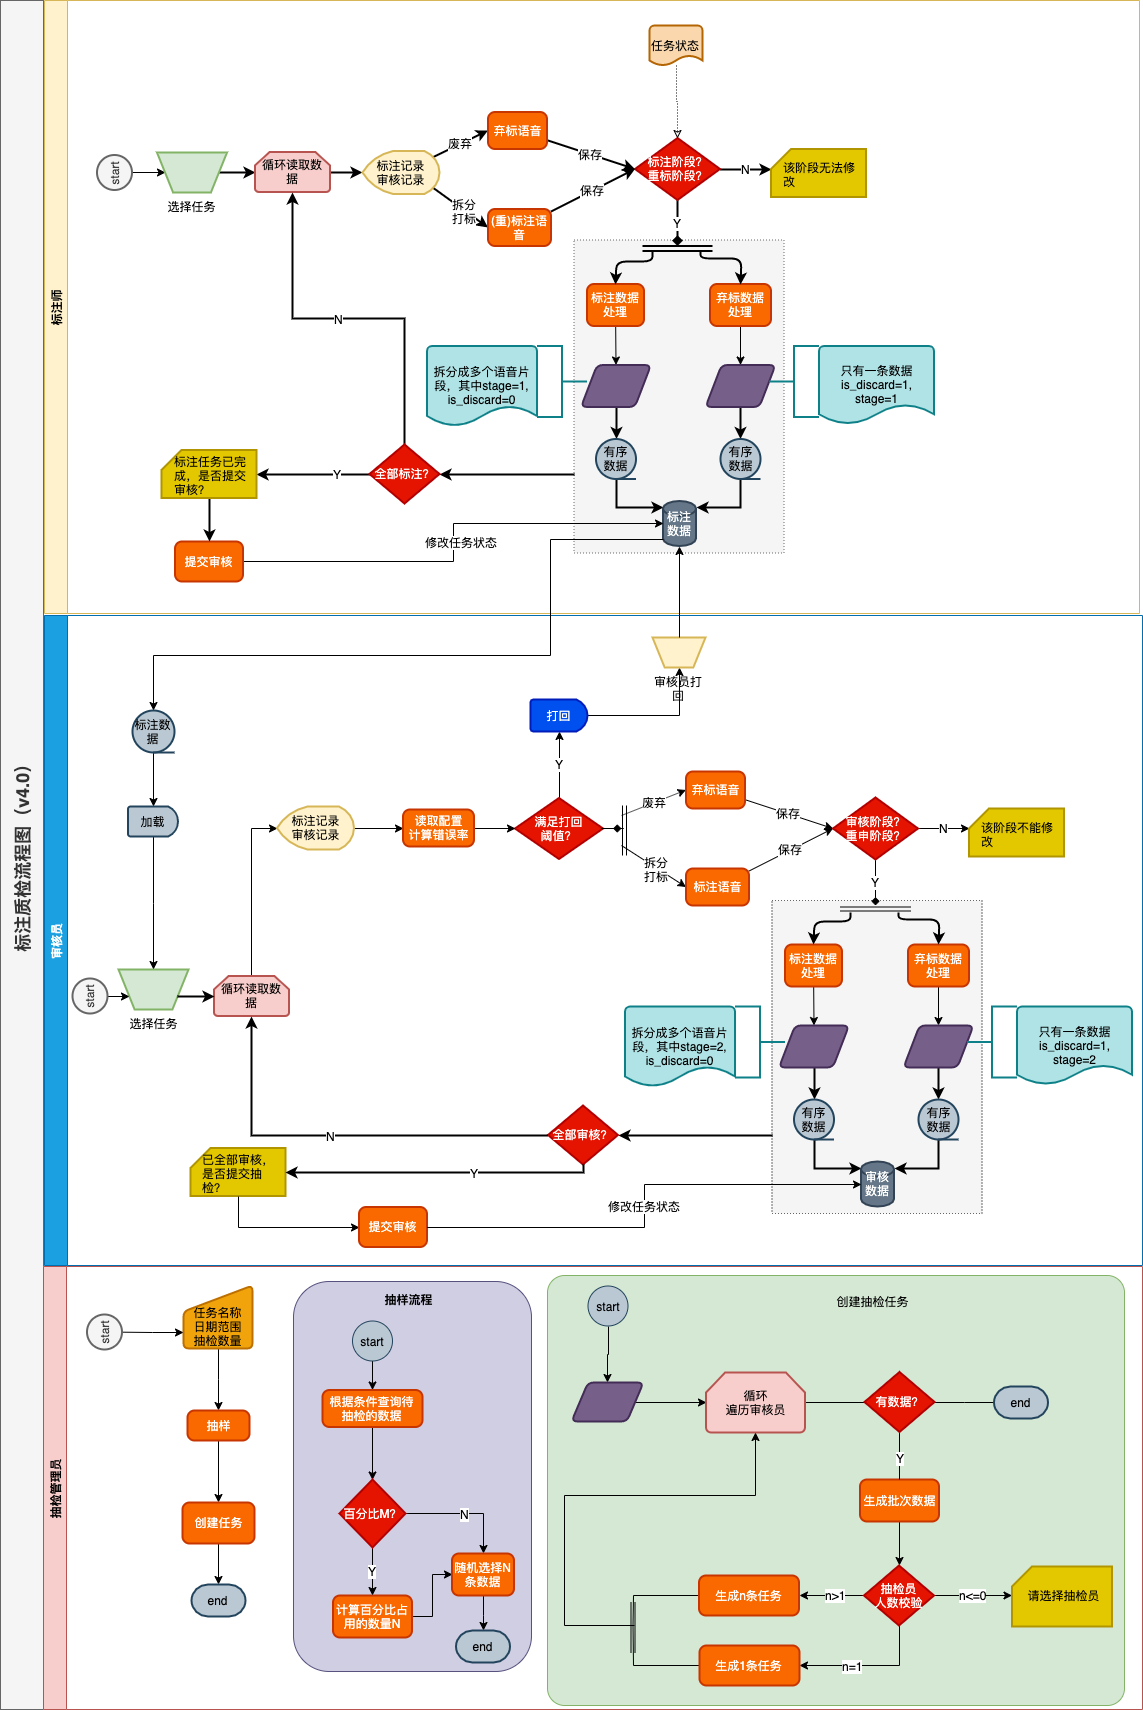 标注质检流程图（v4.0）
标注师
任务状态
start
选择任务
循环读取数
据
标注记录
审核记录
废弃
拆分
打标
弃标语音
(重)标注语
音
保存
保存
标注阶段?
重标阶段?
N
该阶段无法修
改
Y
标注数据
处理
弃标数据
处理
拆分成多个语音片
段，其中stage=1,
is_discard=0
只有一条数据
is_discard=1,
stage=1
有序
数据
有序
数据
标注
数据
N
全部标注?
Y
标注任务已完
成，是否提交
审核?
提交审核
修改任务状态
审核员
审核员打
回
打回
标注数
据
加载
start
选择任务
循环读取数
据
标注记录
审核记录
读取配置
计算错误率
满足打回
阈值?
Y
废弃
拆分
打标
弃标语音
标注语音
保存
保存
审核阶段?
重申阶段?
N
该阶段不能修
改
Y
标注数据
处理
弃标数据
处理
拆分成多个语音片
段，其中stage=2,
is_discard=0
只有一条数据
is_discard=1,
stage=2
有序
数据
有序
数据
审核
数据
全部审核?
N
Y
已全部审核，
是否提交抽
检?
提交审核
修改任务状态
抽检管理员
start
任务名称
日期范围
抽检数量
抽样
创建任务
end
抽样流程
start
根据条件查询待
抽检的数据
百分比M?
N
Y
计算百分比占
用的数量N
随机选择N
条数据
end
创建抽检任务
start
循环
遍历审核员
有数据?
end
Y
生成批次数据
抽检员
人数校验
n>1
n<=0
n=1
生成n条任务
生成1条任务
请选择抽检员